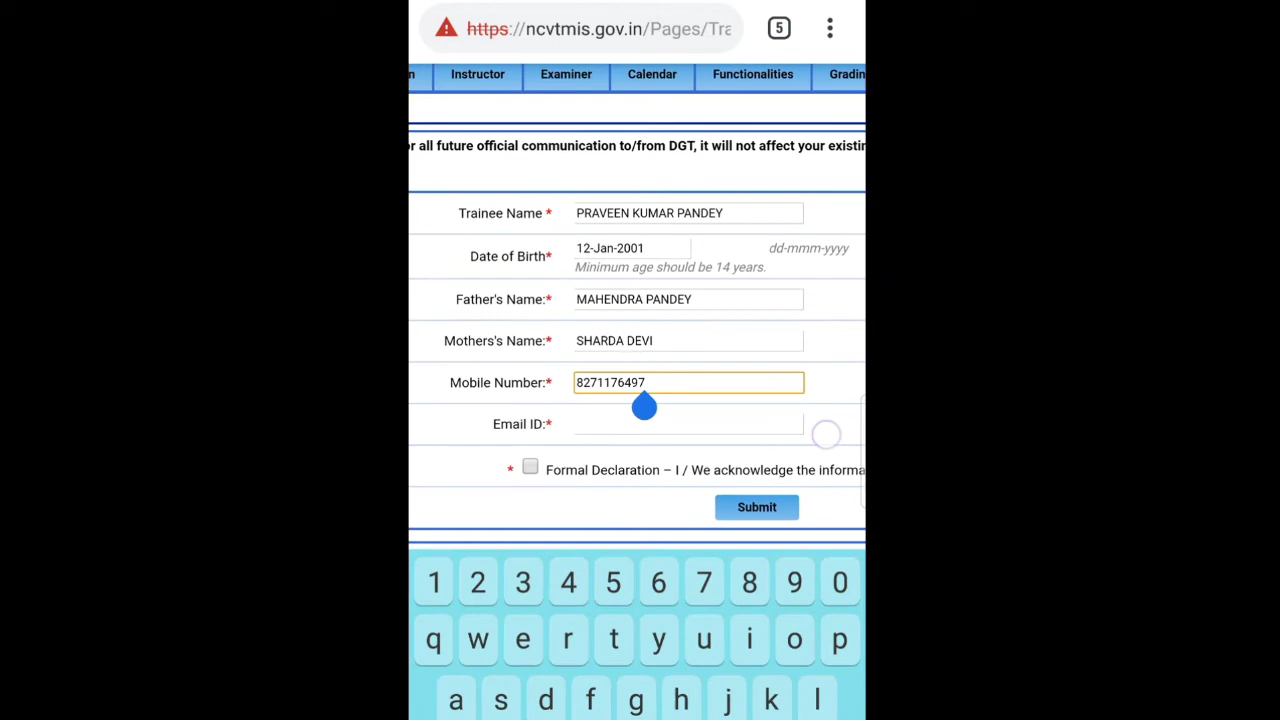 https://ncvtmis.gov.in/Pages/Tra
5
Instructor Examiner Calendar Functionalities Gradin
or all future official communication to/from DGT, it will not affect your existin
Trainee Name * PRAVEEN KUMAR PANDEY
Date of Birth* 12-Jan-2001 dd-mmm-yyyy
Minimum age should be 14 years.
Father's Name:* MAHENDRA PANDEY
Mothers's Name:* SHARDA DEVI
Mobile Number:* 8271176497
Email ID:*
* Formal Declaration – I / We acknowledge the informa
Submit
1 2 3 4 5 6 7 8 9 0
q w e r t y u i o p
a s d f g h j k l